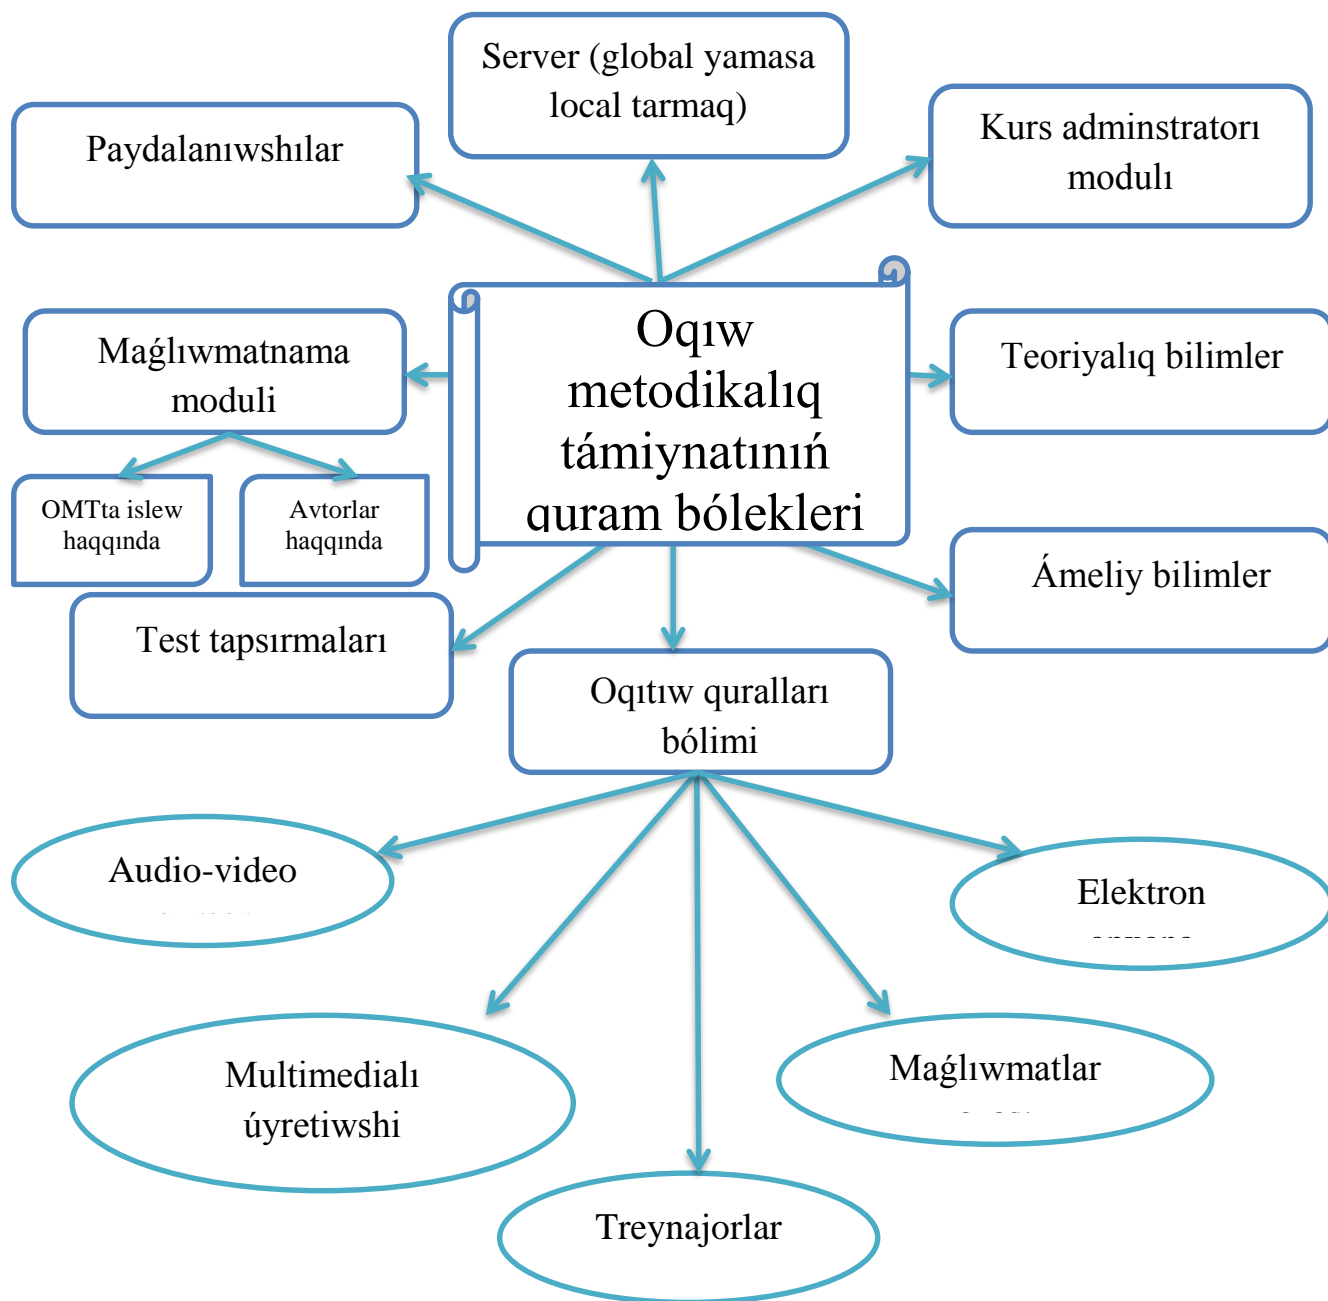 Server (global yamasa
local tarmaq)
Paydalanıwshılar
Kurs adminstratorı
modulı
Maǵlıwmatnama
moduli
Oqıw
metodikalıq
támiynatınıń
quram bólekleri
Teoriyalıq bilimler
OMTta islew
haqqında
Avtorlar
haqqında
Ámeliy bilimler
Test tapsırmaları
Oqıtıw quralları
bólimi
Audio-video
Elektron
Multimedialı
úyretiwshi
Maǵlıwmatlar
Treynajorlar